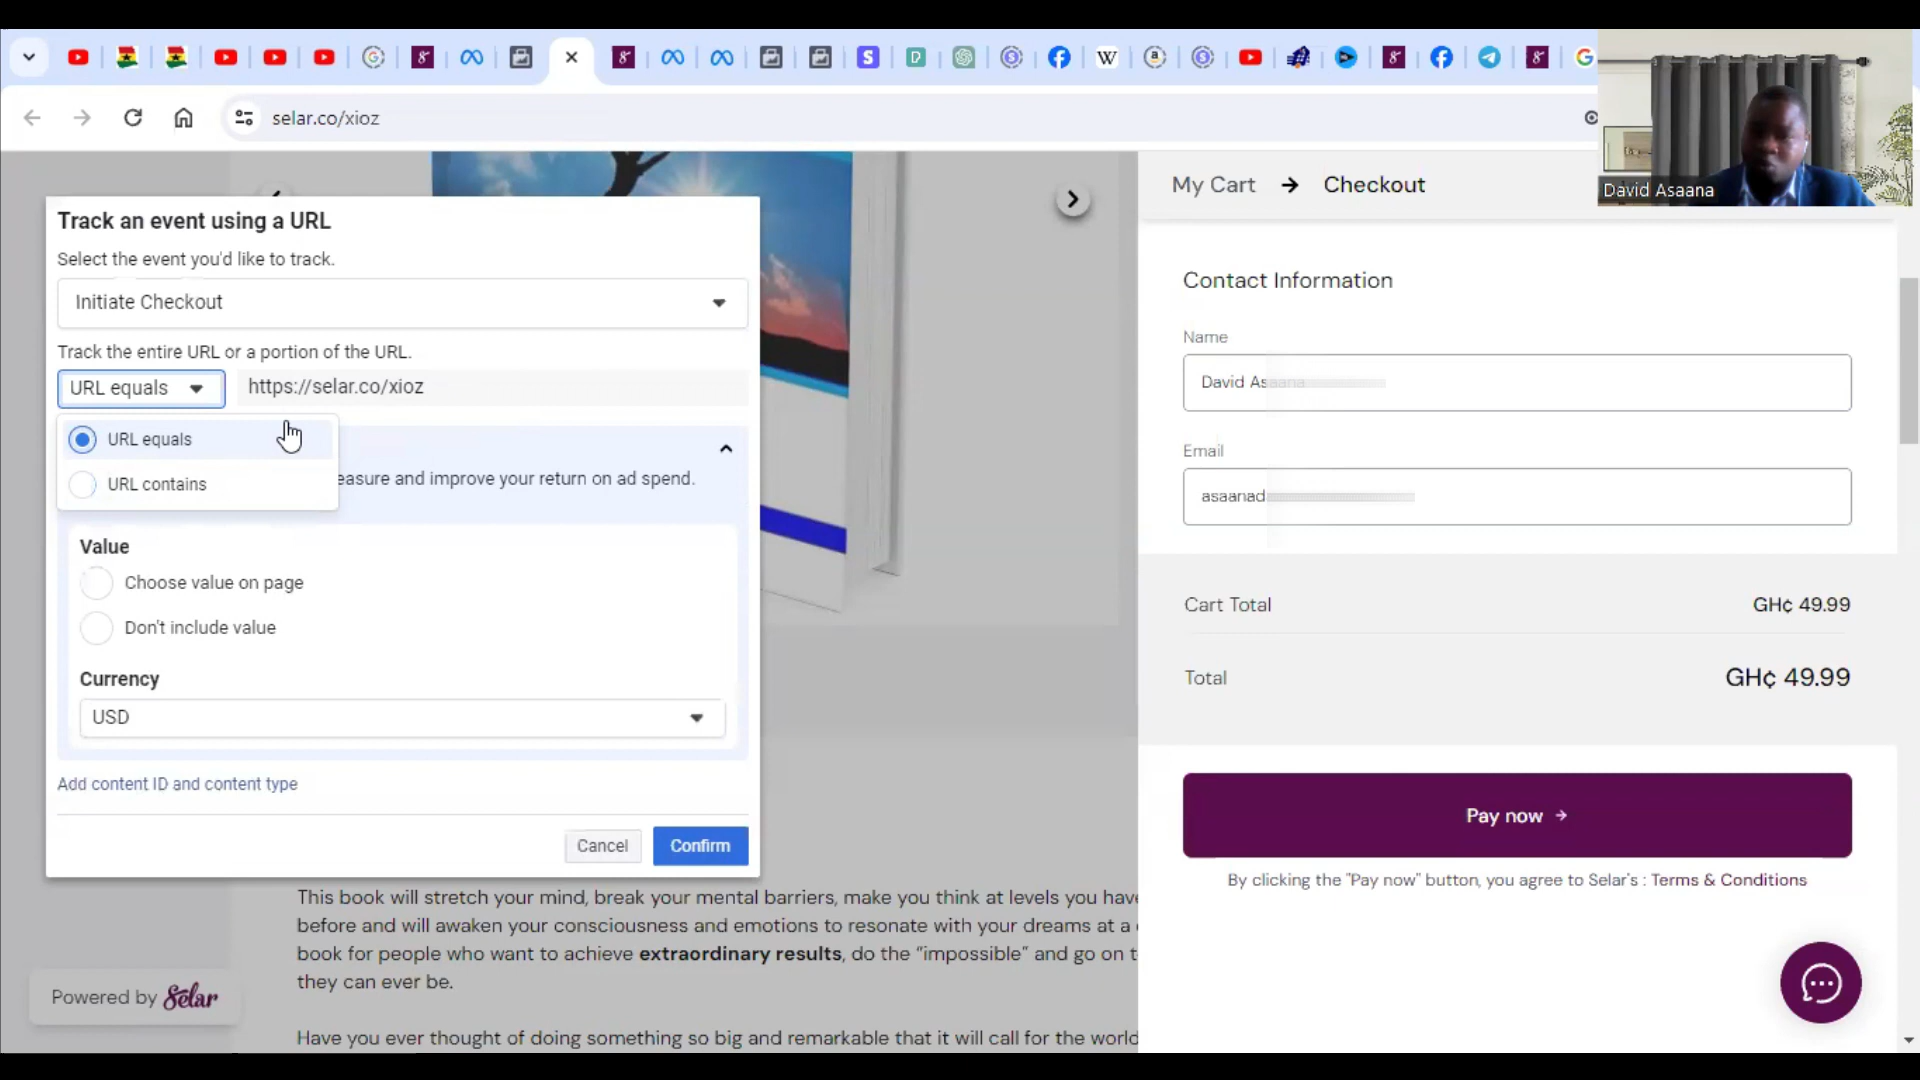 selar.co/xioz
David Asaana
Track an event using a URL
Select the event you'd like to track.
Initiate Checkout
Track the entire URL or a portion of the URL.
URL equals
https://selar.co/xioz
URL equals
URL contains
easure and improve your return on ad spend.
Value
Choose value on page
Don't include value
Currency
USD
Add content ID and content type
Cancel
Confirm
This book will stretch your mind, break your mental barriers, make you think at levels you have
before and will awaken your consciousness and emotions to resonate with your dreams at a
book for people who want to achieve extraordinary results, do the “impossible” and go on t
they can ever be.
Have you ever thought of doing something so big and remarkable that it will call for the world
Powered by Selar
My Cart → Checkout
Contact Information
Name
David Asaana
Email
asaanad
Cart Total
GH¢ 49.99
Total
GH¢ 49.99
Pay now →
By clicking the "Pay now" button, you agree to Selar's : Terms & Conditions